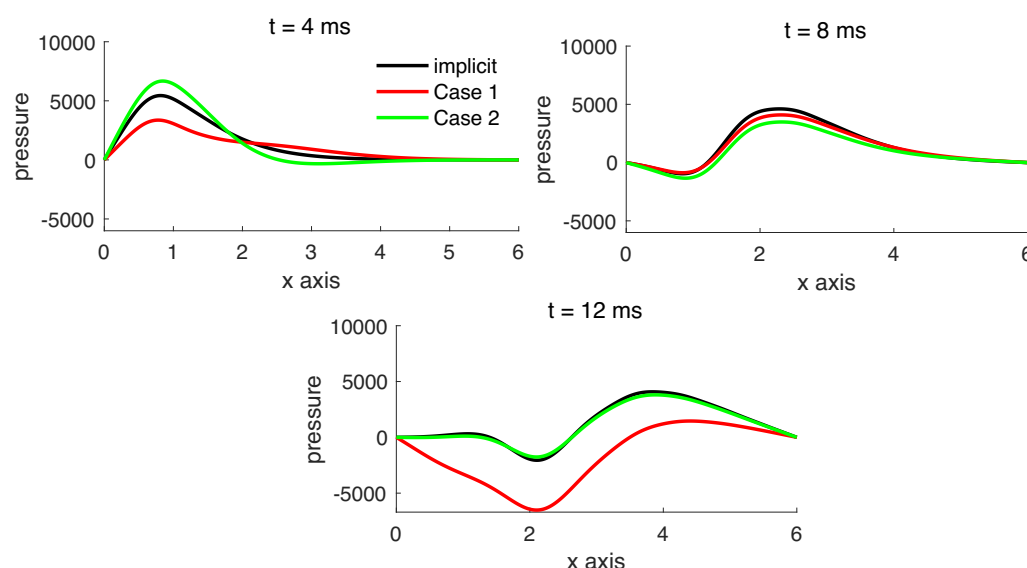 t = 4 ms
10000
5000
0
-5000
pressure
implicit
Case 1
Case 2
0 1 2 3 4 5 6
x axis
t = 8 ms
10000
5000
0
-5000
pressure
0 2 4 6
x axis
t = 12 ms
10000
5000
0
-5000
pressure
0 2 4 6
x axis